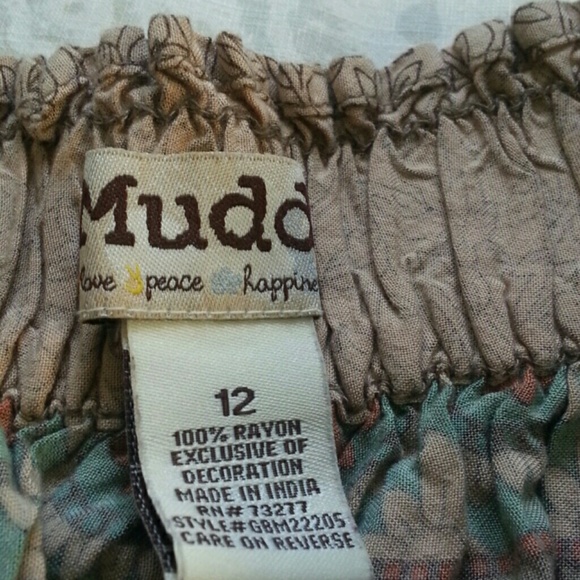 Mudd
love peace happine
12
100% RAYON
EXCLUSIVE OF
DECORATION
MADE IN INDIA
RN# 73277
STYLE#GBM22205
CARE ON REVERSE